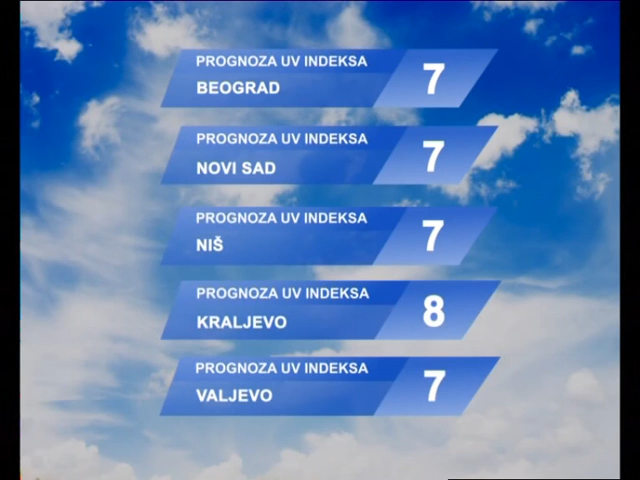 PROGNOZA UV INDEKSA
BEOGRAD
7
PROGNOZA UV INDEKSA
NOVI SAD
7
PROGNOZA UV INDEKSA
NIŠ
7
PROGNOZA UV INDEKSA
KRALJEVO
8
PROGNOZA UV INDEKSA
VALJEVO
7